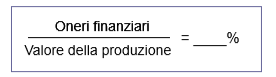 Oneri finanziari
Valore della produzione
= ____%